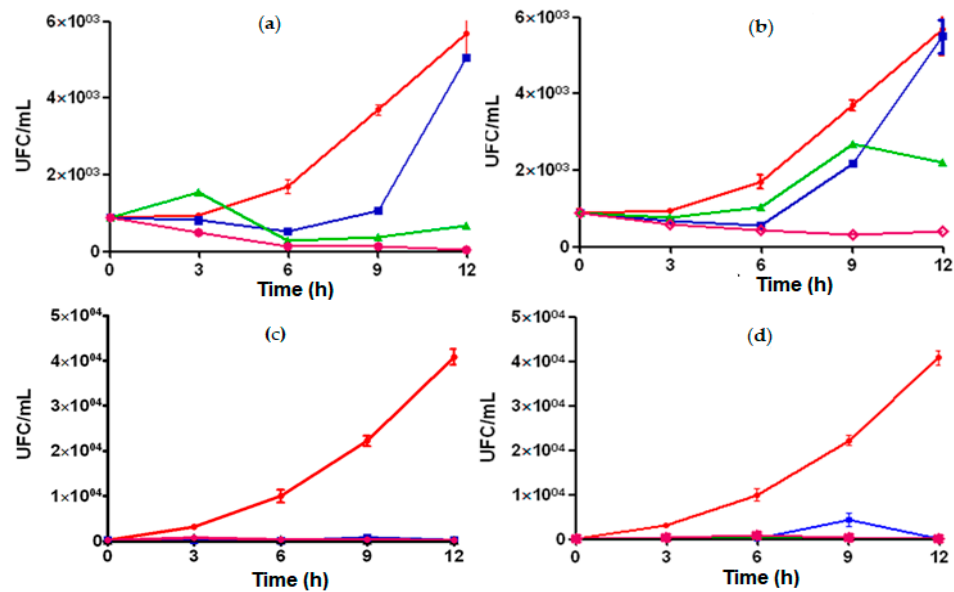 (a)
6×10⁰³
4×10⁰³
2×10⁰³
0
UFC/mL
0 3 6 9 12
Time (h)
(b)
6×10⁰³
4×10⁰³
2×10⁰³
0
UFC/mL
0 3 6 9 12
Time (h)
(c)
5×10⁰⁴
4×10⁰⁴
3×10⁰⁴
2×10⁰⁴
1×10⁰⁴
0
UFC/mL
0 3 6 9 12
Time (h)
(d)
5×10⁰⁴
4×10⁰⁴
3×10⁰⁴
2×10⁰⁴
1×10⁰⁴
0
UFC/mL
0 3 6 9 12
Time (h)